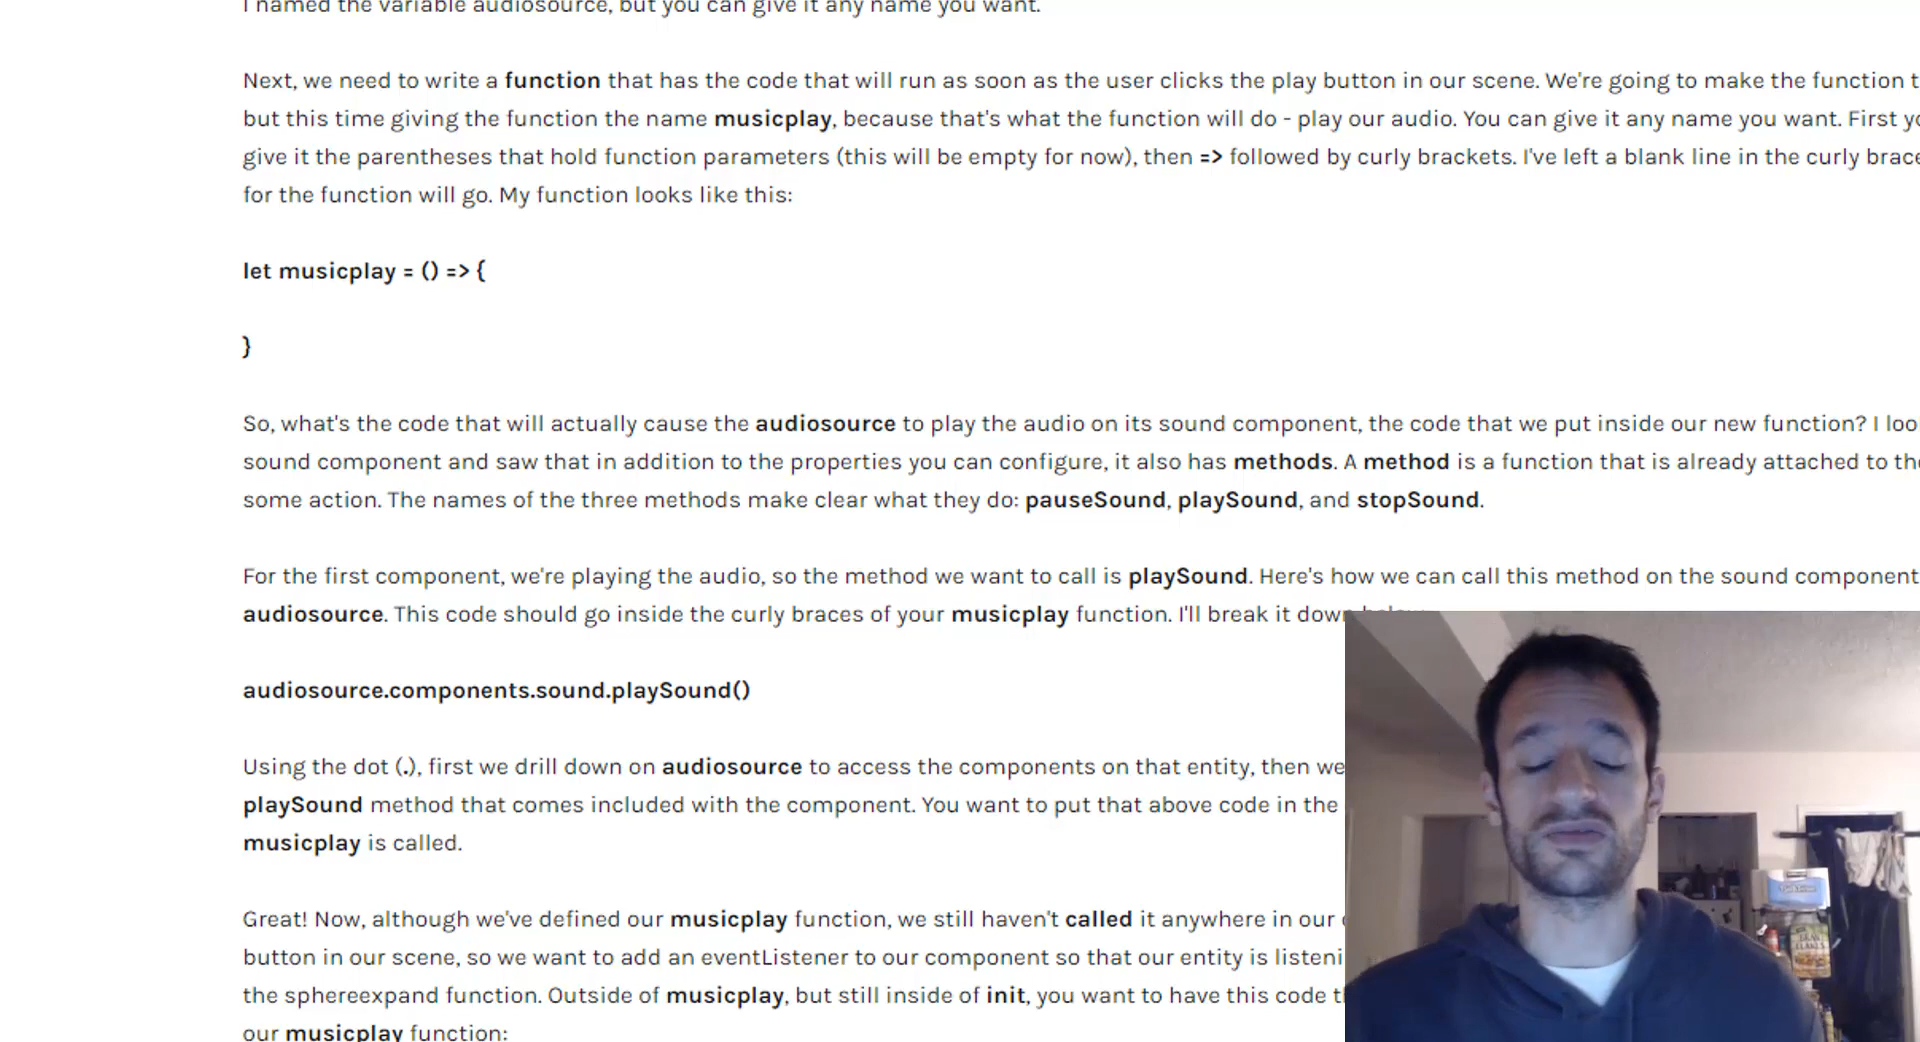 I named the variable audiosource, but you can give it any name you want.
Next, we need to write a function that has the code that will run as soon as the user clicks the play button in our scene. We're going to make the function
but this time giving the function the name musicplay, because that's what the function will do - play our audio. You can give it any name you want. First
give it the parentheses that hold function parameters (this will be empty for now), then => followed by curly brackets. I've left a blank line in the curly
for the function will go. My function looks like this:
let musicplay = () => {
}
So, what's the code that will actually cause the audiosource to play the audio on its sound component, the code that we put inside our new function? I
sound component and saw that in addition to the properties you can configure, it also has methods. A method is a function that is already attached to
some action. The names of the three methods make clear what they do: pauseSound, playSound, and stopSound.
For the first component, we're playing the audio, so the method we want to call is playSound. Here's how we can call this method on the sound component
audiosource. This code should go inside the curly braces of your musicplay function. I'll break it down
audiosource.components.sound.playSound()
Using the dot (.), first we drill down on audiosource to access the components on that entity, then we
playSound method that comes included with the component. You want to put that above code in the
musicplay is called.
Great! Now, although we've defined our musicplay function, we still haven't called it anywhere in our
button in our scene, so we want to add an eventListener to our component so that our entity is
the sphereexpand function. Outside of musicplay, but still inside of init, you want to have this code
our musicplay function: